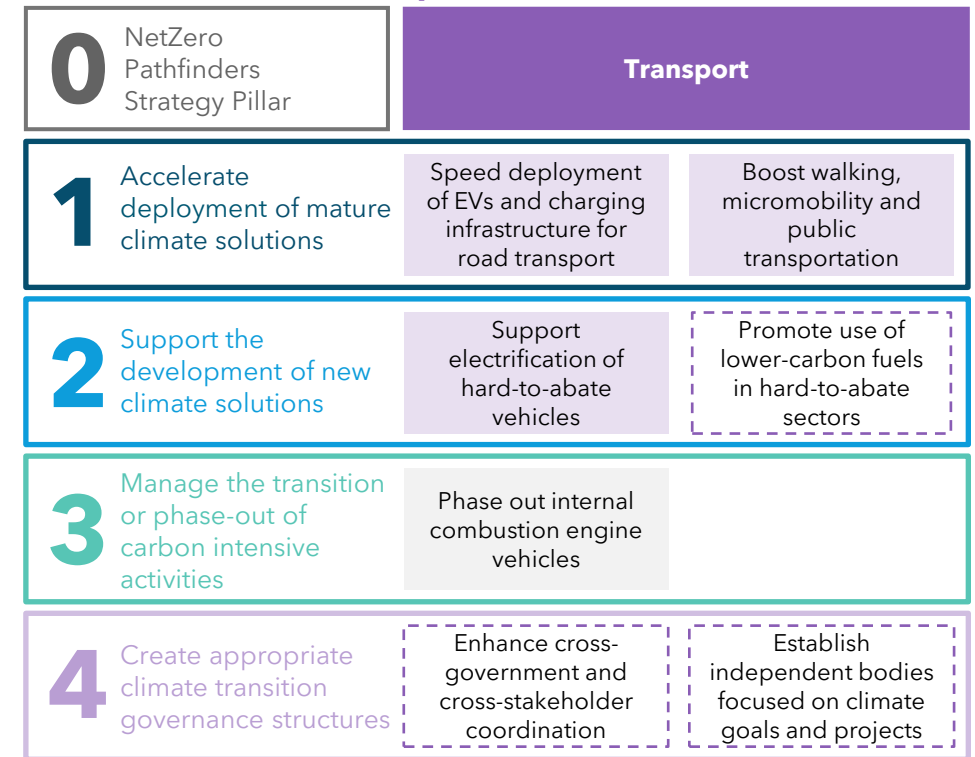 0
NetZero
Pathfinders
Strategy Pillar
Transport
1
Accelerate
deployment of mature
climate solutions
Speed deployment
of EVs and charging
infrastructure for
road transport
Boost walking,
micromobility and
public
transportation
2
Support the
development of new
climate solutions
Support
electrification of
hard-to-abate
vehicles
Promote use of
lower-carbon fuels
in hard-to-abate
sectors
3
Manage the transition
or phase-out of
carbon intensive
activities
Phase out internal
combustion engine
vehicles
4
Create appropriate
climate transition
governance structures
Enhance cross-
government and
cross-stakeholder
coordination
Establish
independent bodies
focused on climate
goals and projects